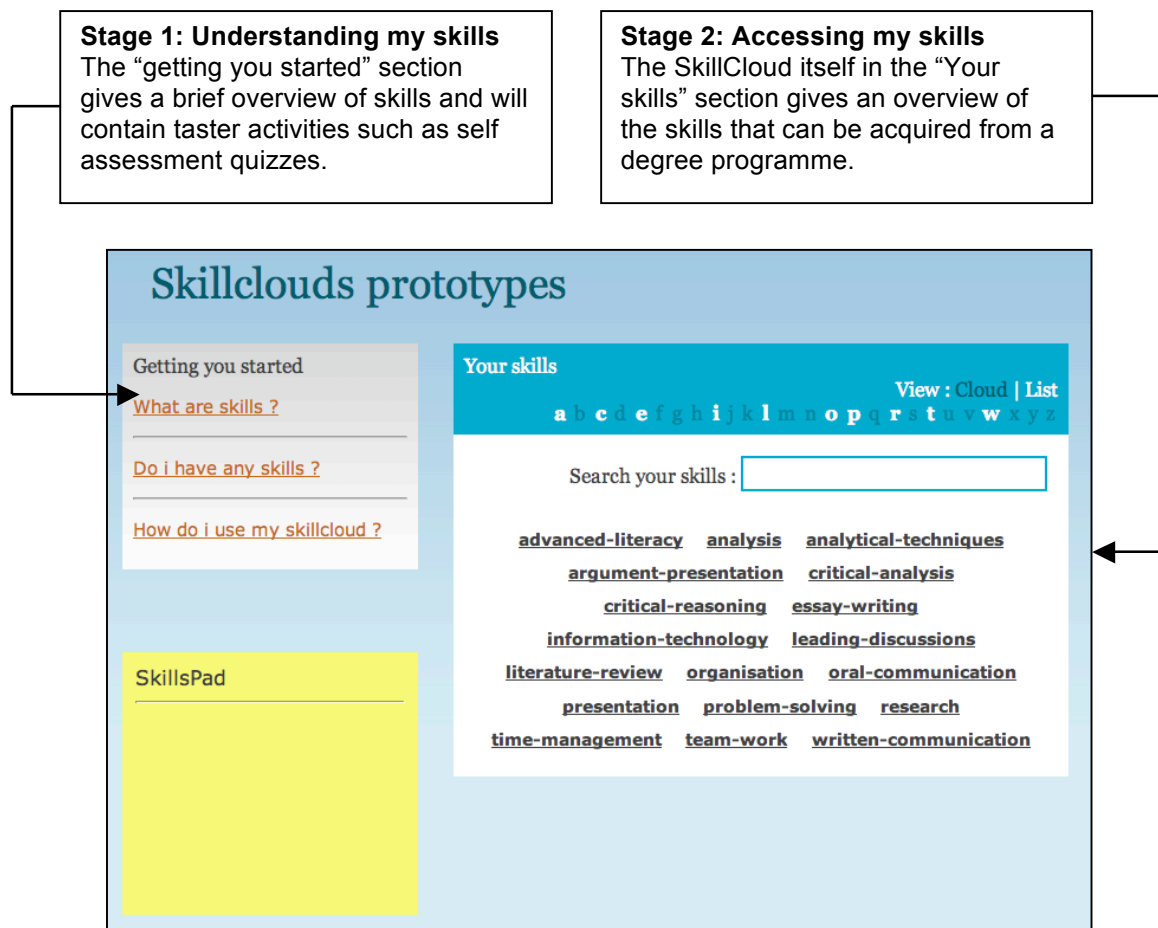 Stage 1: Understanding my skills
The “getting you started” section
gives a brief overview of skills and will
contain taster activities such as self
assessment quizzes.
Stage 2: Accessing my skills
The SkillCloud itself in the “Your
skills” section gives an overview of
the skills that can be acquired from a
degree programme.
Skillclouds prototypes
Getting you started
What are skills ?
Do i have any skills ?
How do i use my skillcloud ?
SkillsPad
Your skills
View : Cloud | List
a b c d e f g h i j k l m n o p q r s t u v w x y z
Search your skills :
advanced-literacy analysis analytical-techniques
argument-presentation critical-analysis
critical-reasoning essay-writing
information-technology leading-discussions
literature-review organisation oral-communication
presentation problem-solving research
time-management team-work written-communication